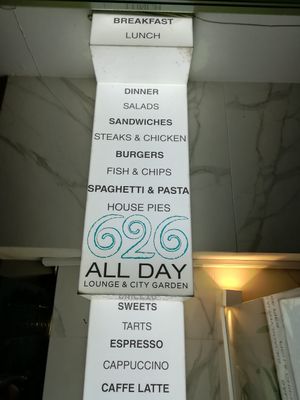 BREAKFAST
LUNCH
DINNER
SALADS
SANDWICHES
STEAKS & CHICKEN
BURGERS
FISH & CHIPS
SPAGHETTI & PASTA
HOUSE PIES
626
ALL DAY
LOUNGE & CITY GARDEN
SWEETS
TARTS
ESPRESSO
CAPPUCCINO
CAFFE LATTE